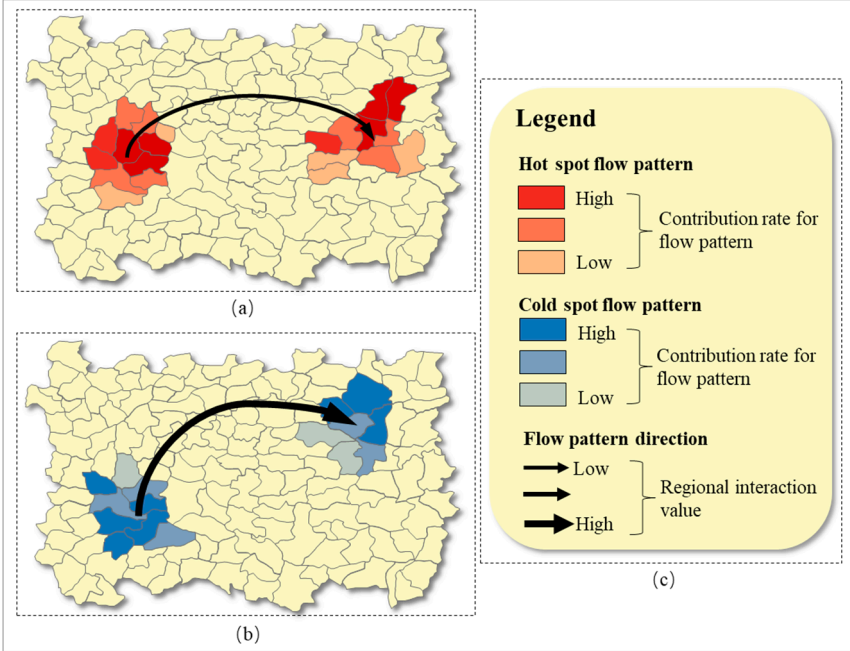 (a)
(b)
Legend
Hot spot flow pattern
High
Contribution rate for
flow pattern
Low
Cold spot flow pattern
High
Contribution rate for
flow pattern
Low
Flow pattern direction
Low
Regional interaction
value
High
(c)